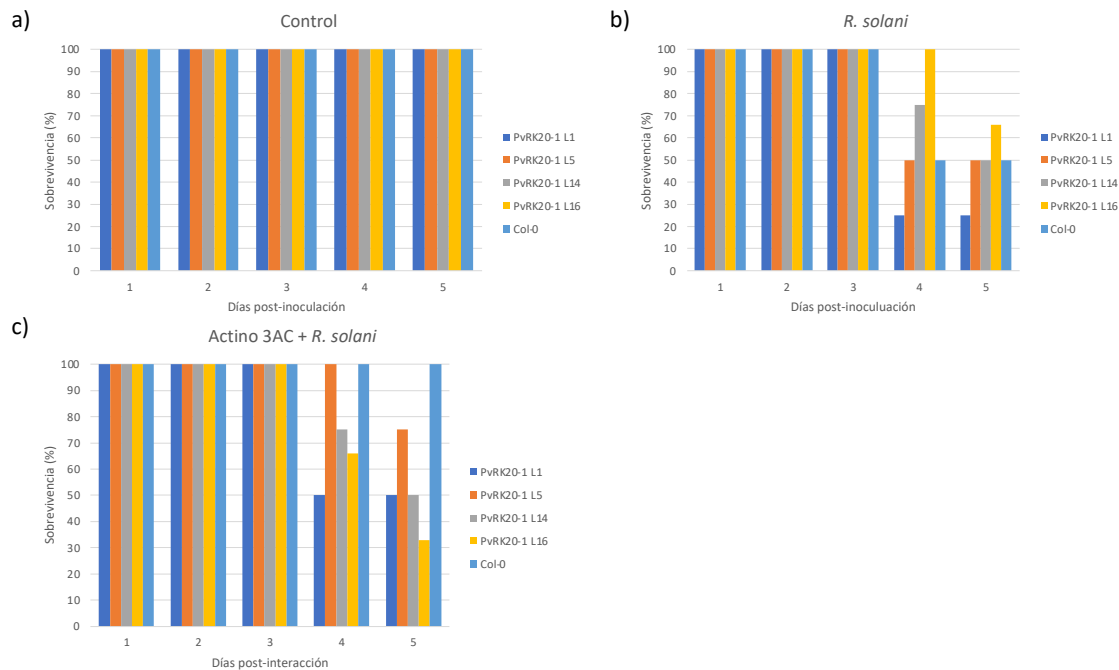 a)
Control
100
90
80
70
60
50
40
30
20
10
0
Sobrevivencia (%)
1 2 3 4 5
Días post-inoculación
PvRK20-1 L1
PvRK20-1 L5
PvRK20-1 L14
PvRK20-1 L16
Col-0
b)
R. solani
100
90
80
70
60
50
40
30
20
10
0
Sobrevivencia (%)
1 2 3 4 5
Días post-inoculuación
PvRK20-1 L1
PvRK20-1 L5
PvRK20-1 L14
PvRK20-1 L16
Col-0
c)
Actino 3AC + R. solani
100
90
80
70
60
50
40
30
20
10
0
Sobrevivencia (%)
1 2 3 4 5
Días post-interacción
PvRK20-1 L1
PvRK20-1 L5
PvRK20-1 L14
PvRK20-1 L16
Col-0